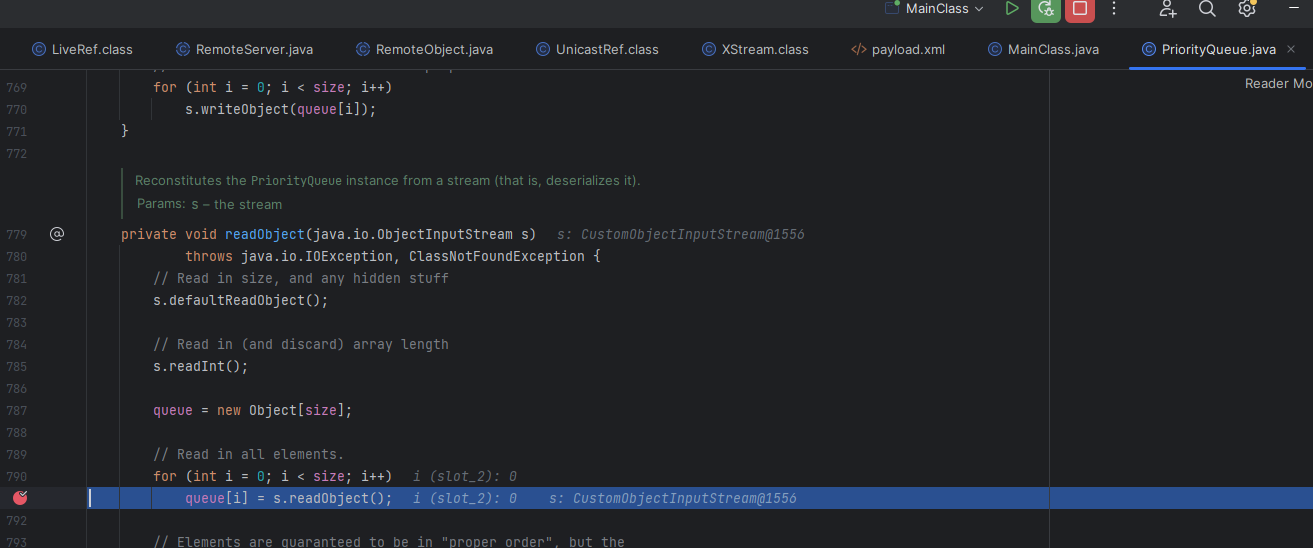 MainClass
LiveRef.class RemoteServer.java RemoteObject.java UnicastRef.class XStream.class payload.xml MainClass.java PriorityQueue.java
Reader Mo
769 for (int i = 0; i < size; i++)
770 s.writeObject(queue[i]);
771 }
772
Reconstitutes the PriorityQueue instance from a stream (that is, deserializes it).
Params: s – the stream
779 @ private void readObject(java.io.ObjectInputStream s) s: CustomObjectInputStream@1556
780 throws java.io.IOException, ClassNotFoundException {
781 // Read in size, and any hidden stuff
782 s.defaultReadObject();
783
784 // Read in (and discard) array length
785 s.readInt();
786
787 queue = new Object[size];
788
789 // Read in all elements.
790 for (int i = 0; i < size; i++) i (slot_2): 0
queue[i] = s.readObject(); i (slot_2): 0 s: CustomObjectInputStream@1556
792
793 // Elements are guaranteed to be in "proper order", but the